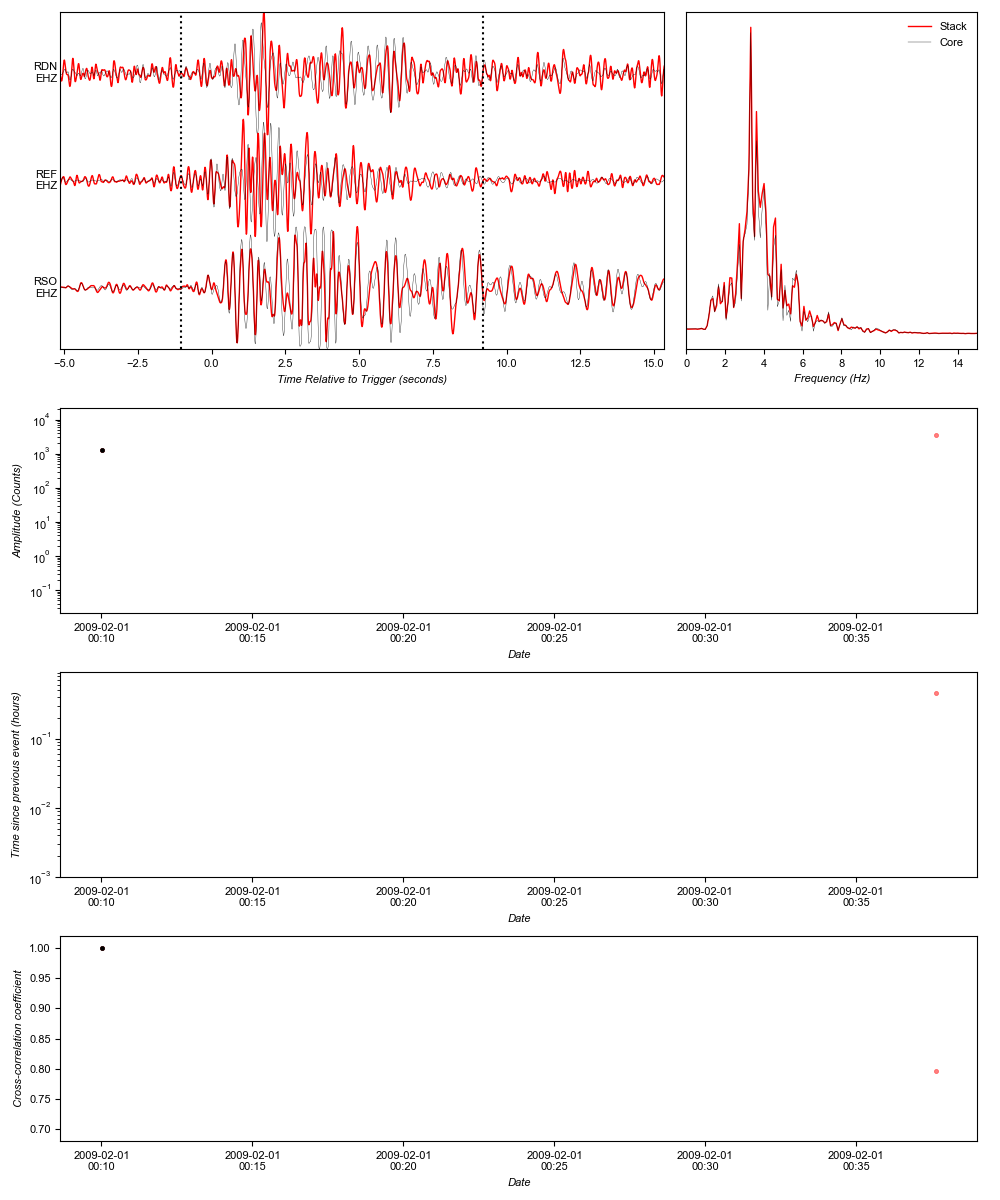 RDN
EHZ
REF
EHZ
RSO
EHZ
−5.0 −2.5 0.0 2.5 5.0 7.5 10.0 12.5 15.0
Time Relative to Trigger (seconds)
Stack
Core
0 2 4 6 8 10 12 14
Frequency (Hz)
10⁴
10³
10²
10¹
10⁰
10⁻¹
Amplitude (Counts)
2009-02-01 2009-02-01 2009-02-01 2009-02-01 2009-02-01 2009-02-01
00:10 00:15 00:20 00:25 00:30 00:35
Date
10⁻¹
10⁻²
10⁻³
Time since previous event (hours)
2009-02-01 2009-02-01 2009-02-01 2009-02-01 2009-02-01 2009-02-01
00:10 00:15 00:20 00:25 00:30 00:35
Date
1.00
0.95
0.90
0.85
0.80
0.75
0.70
Cross-correlation coefficient
2009-02-01 2009-02-01 2009-02-01 2009-02-01 2009-02-01 2009-02-01
00:10 00:15 00:20 00:25 00:30 00:35
Date